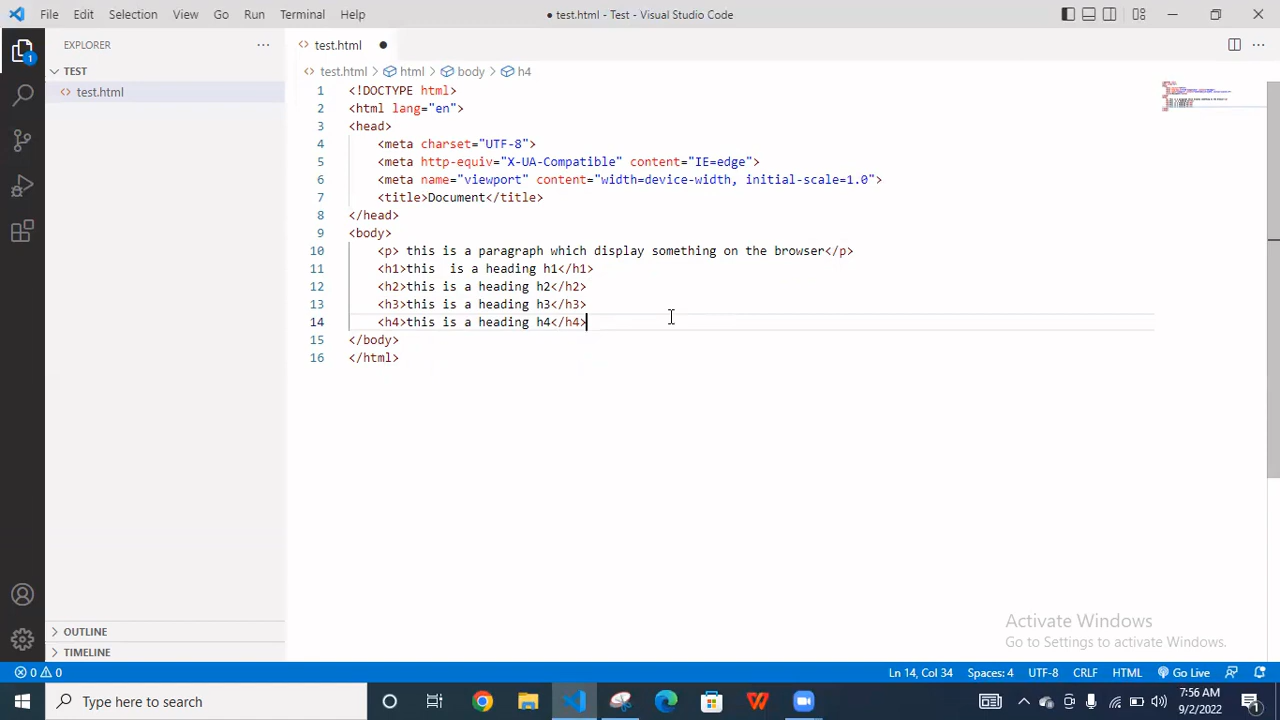 File Edit Selection View Go Run Terminal Help
● test.html - Test - Visual Studio Code
EXPLORER
TEST
test.html
1
test.html
test.html > html > body > h4
1 <!DOCTYPE html>
2 <html lang="en">
3 <head>
4 <meta charset="UTF-8">
5 <meta http-equiv="X-UA-Compatible" content="IE=edge">
6 <meta name="viewport" content="width=device-width, initial-scale=1.0">
7 <title>Document</title>
8 </head>
9 <body>
10 <p> this is a paragraph which display something on the browser</p>
11 <h1>this  is a heading h1</h1>
12 <h2>this is a heading h2</h2>
13 <h3>this is a heading h3</h3>
14 <h4>this is a heading h4</h4>
15 </body>
16 </html>
Activate Windows
Go to Settings to activate Windows.
OUTLINE
TIMELINE
0 0
Ln 14, Col 34 Spaces: 4 UTF-8 CRLF HTML Go Live
Type here to search
7:56 AM
9/2/2022
1